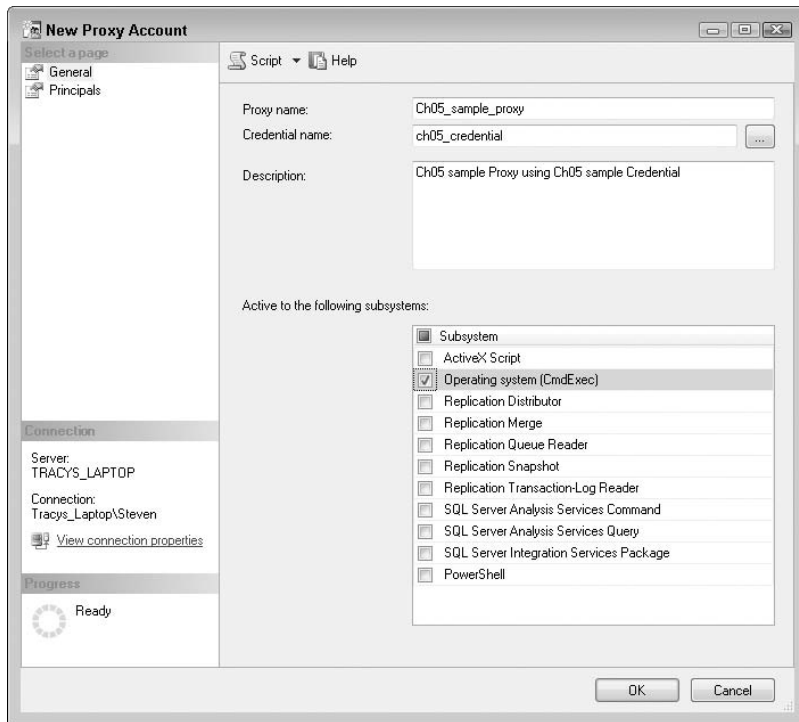 New Proxy Account
Select a page
General
Principals
Script
Help
Proxy name:
Ch05_sample_proxy
Credential name:
ch05_credential
...
Description:
Ch05 sample Proxy using Ch05 sample Credential
Active to the following subsystems:
Subsystem
ActiveX Script
Operating system (CmdExec)
Replication Distributor
Replication Merge
Replication Queue Reader
Replication Snapshot
Replication Transaction-Log Reader
SQL Server Analysis Services Command
SQL Server Analysis Services Query
SQL Server Integration Services Package
PowerShell
Connection
Server:
TRACYS_LAPTOP
Connection:
Tracys_Laptop\Steven
View connection properties
Progress
Ready
OK
Cancel